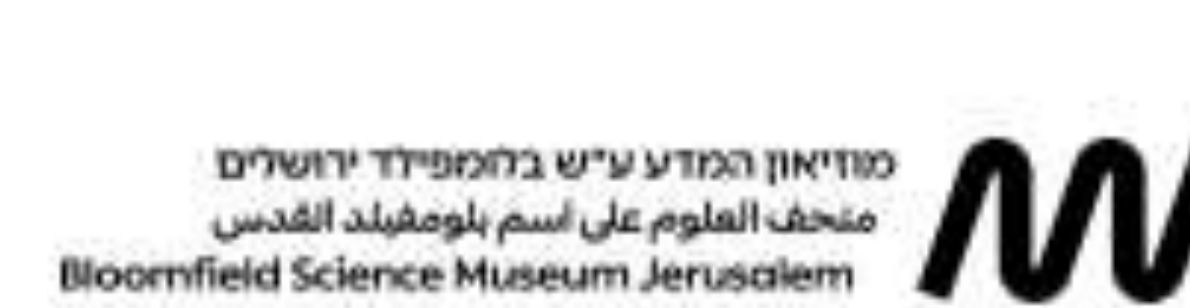 מוזיאון המדע ע"ש בלומפילד ירושלים
متحف العلوم على اسم بلومفيلد القدس
Bloomfield Science Museum Jerusalem